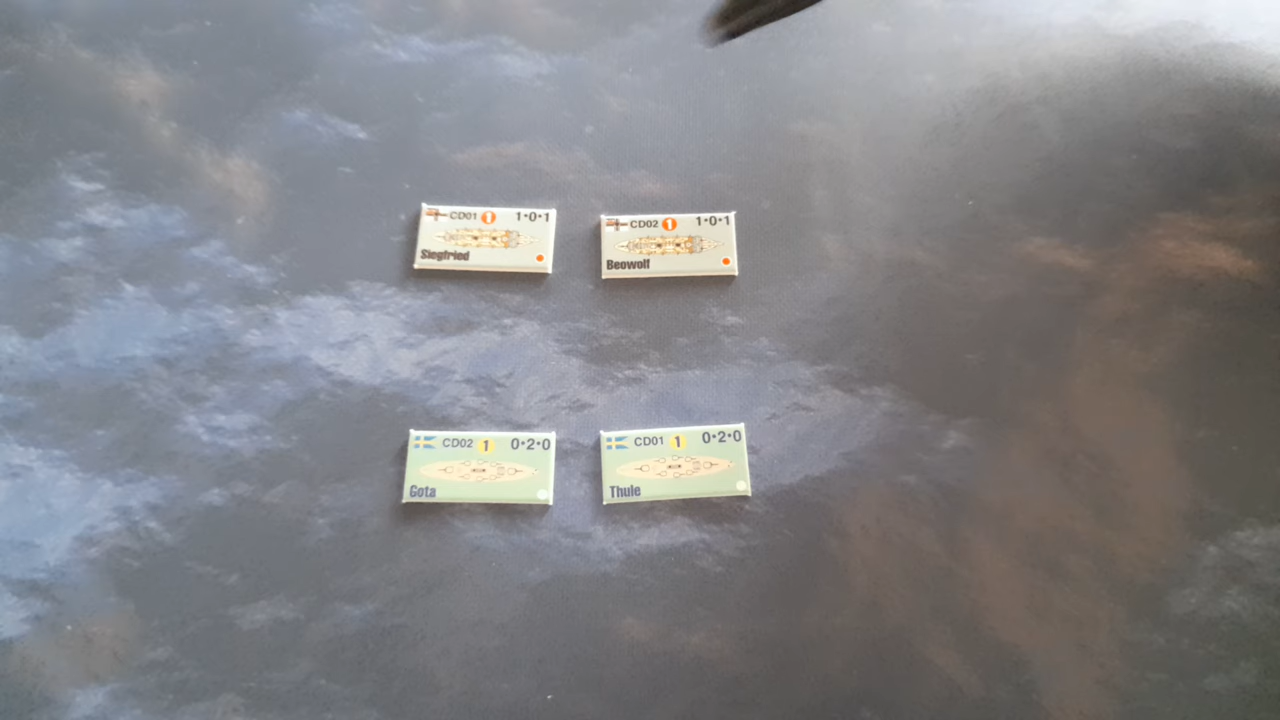 CD01 1 1•0•1
Siegfried
CD02 1 1•0•1
Beowolf
CD02 1 0•2•0
Gota
CD01 1 0•2•0
Thule